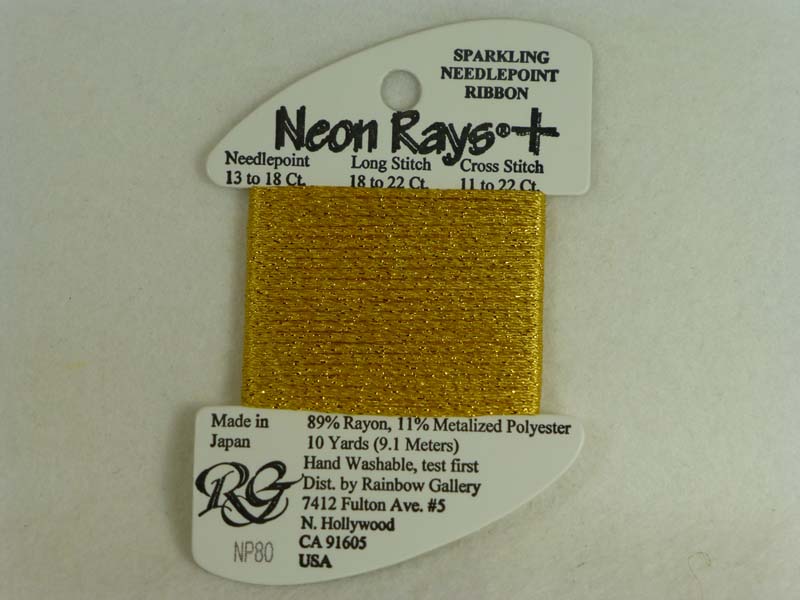 SPARKLING
NEEDLEPOINT
RIBBON
Neon Rays®+
Needlepoint Long Stitch Cross Stitch
13 to 18 Ct. 18 to 22 Ct. 11 to 22 Ct.
Made in
Japan
89% Rayon, 11% Metalized Polyester
10 Yards (9.1 Meters)
Hand Washable, test first
Dist. by Rainbow Gallery
7412 Fulton Ave. #5
N. Hollywood
CA 91605
USA
RG
NP80